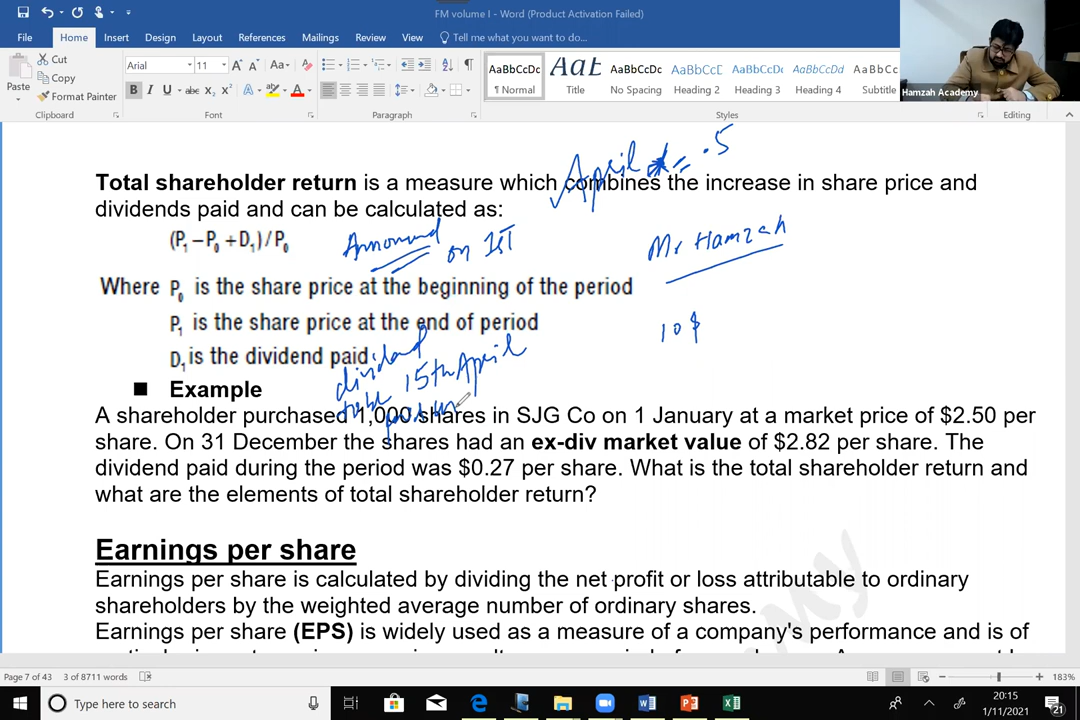 FM volume I - Word (Product Activation Failed)
File Home Insert Design Layout References Mailings Review View Tell me what you want to do...
Paste Cut Copy Format Painter
Arial 11
AaBbCcDc ¶ Normal AaE Title AaBbCcDc No Spacing AaBbCcD Heading 2 AaBbCcDc Heading 3 AaBbCcDd Heading 4 AaBbCc Subtitle
Hamzah Academy
Clipboard Font Paragraph Styles Editing
April = .5
Total shareholder return is a measure which combines the increase in share price and
dividends paid and can be calculated as:
(P1 – P0 + D1) / P0
Announced on 1ST
Mr Hamzah
Where P0 is the share price at the beginning of the period
P1 is the share price at the end of period
10$
D1 is the dividend paid
dividend
15th April
■ Example
A shareholder purchased 1,000 shares in SJG Co on 1 January at a market price of $2.50 per
share. On 31 December the shares had an ex-div market value of $2.82 per share. The
dividend paid during the period was $0.27 per share. What is the total shareholder return and
what are the elements of total shareholder return?
Earnings per share
Earnings per share is calculated by dividing the net profit or loss attributable to ordinary
shareholders by the weighted average number of ordinary shares.
Earnings per share (EPS) is widely used as a measure of a company's performance and is of
Page 7 of 43 3 of 8711 words 183%
Type here to search
20:15
1/11/2021
21